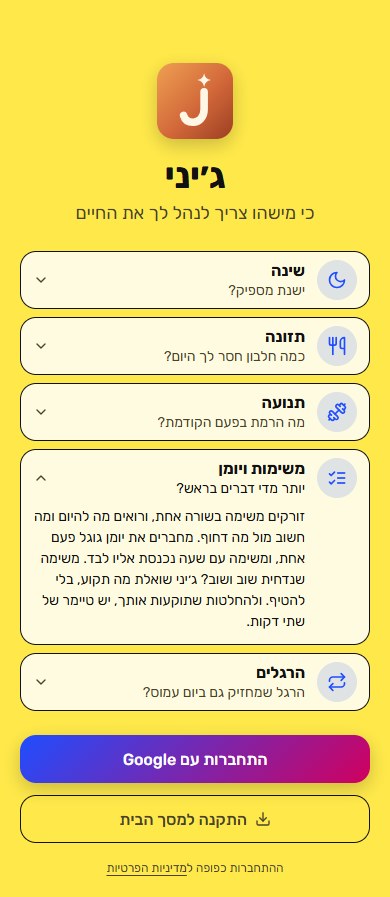 ג׳יני
כי מישהו צריך לנהל לך את החיים
שינה
ישנת מספיק?
תזונה
כמה חלבון חסר לך היום?
תנועה
מה הרמת בפעם הקודמת?
משימות ויומן
יותר מדי דברים בראש?
זורקים משימה בשורה אחת, ורואים מה להיום ומה
חשוב מול מה דחוף. מחברים את יומן גוגל פעם
אחת, ומשימה עם שעה נכנסת אליו לבד. משימה
שנדחית שוב ושוב? ג׳יני שואלת מה תקוע, בלי
להטיף. ולהחלטות שתוקעות אותך, יש טיימר של
שתי דקות.
הרגלים
הרגל שמחזיק גם ביום עמוס?
התחברות עם Google
התקנה למסך הבית
ההתחברות כפופה למדיניות הפרטיות